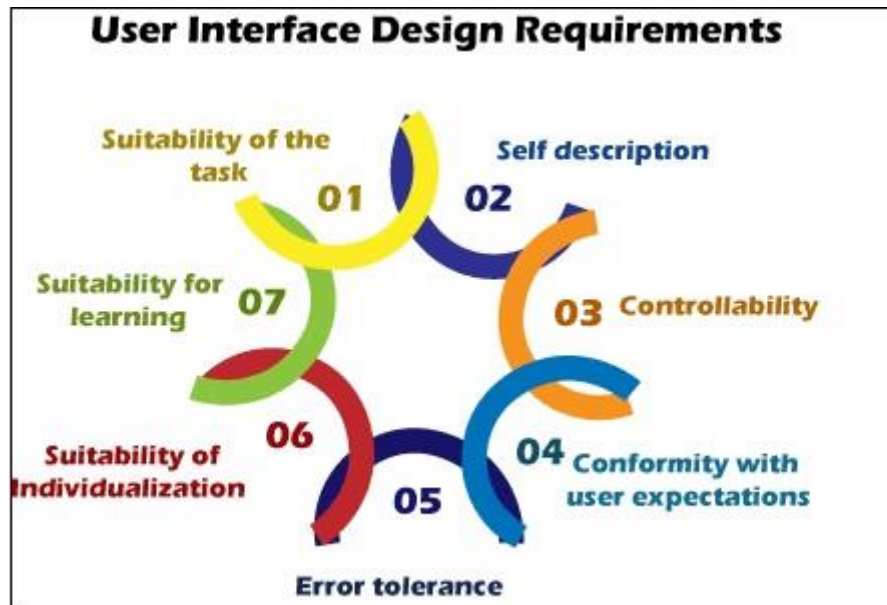 User Interface Design Requirements
Suitability of the
task
01
02
Self description
03
Controllability
04
Conformity with
user expectations
05
Error tolerance
06
Suitability of
Individualization
07
Suitability for
learning